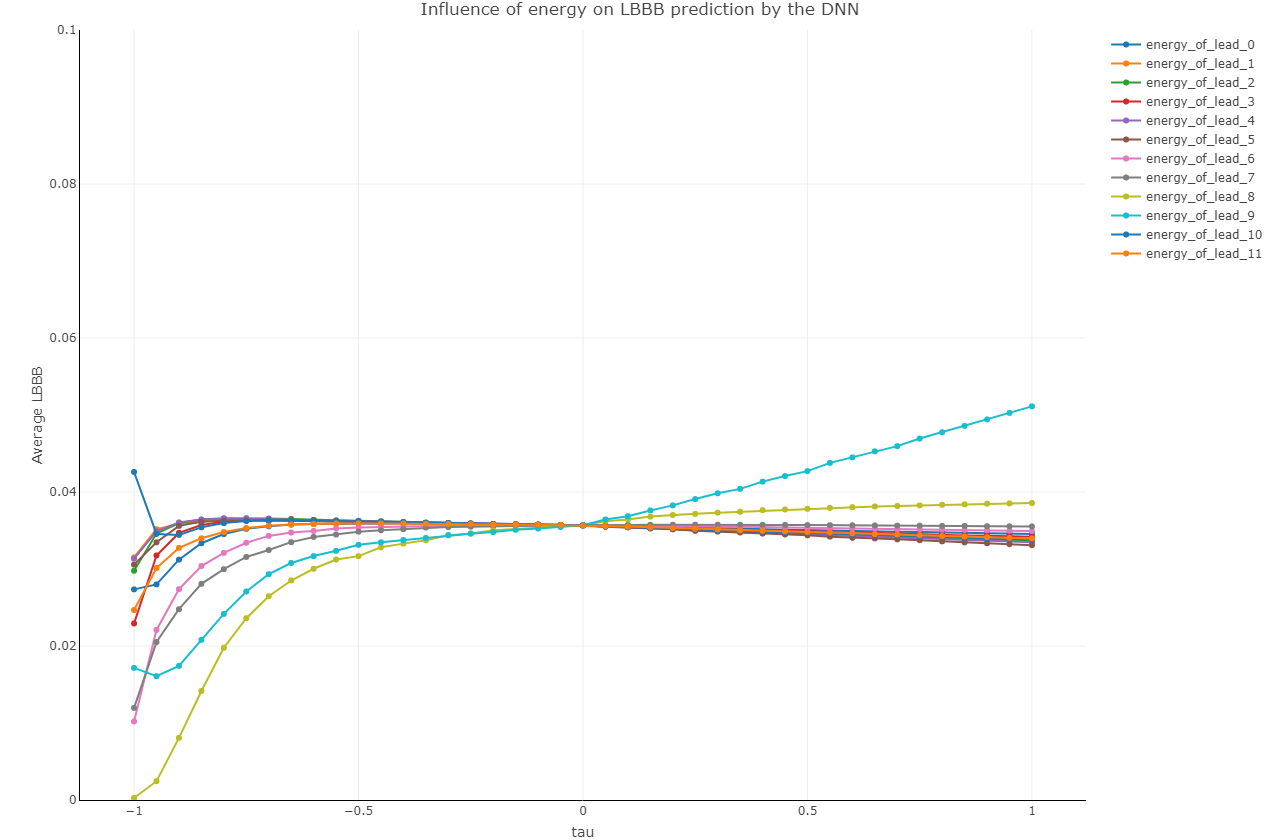 Influence of energy on LBBB prediction by the DNN
0.1
0.08
0.06
0.04
0.02
0
Average LBBB
−1
−0.5
0
0.5
1
tau
energy_of_lead_0
energy_of_lead_1
energy_of_lead_2
energy_of_lead_3
energy_of_lead_4
energy_of_lead_5
energy_of_lead_6
energy_of_lead_7
energy_of_lead_8
energy_of_lead_9
energy_of_lead_10
energy_of_lead_11